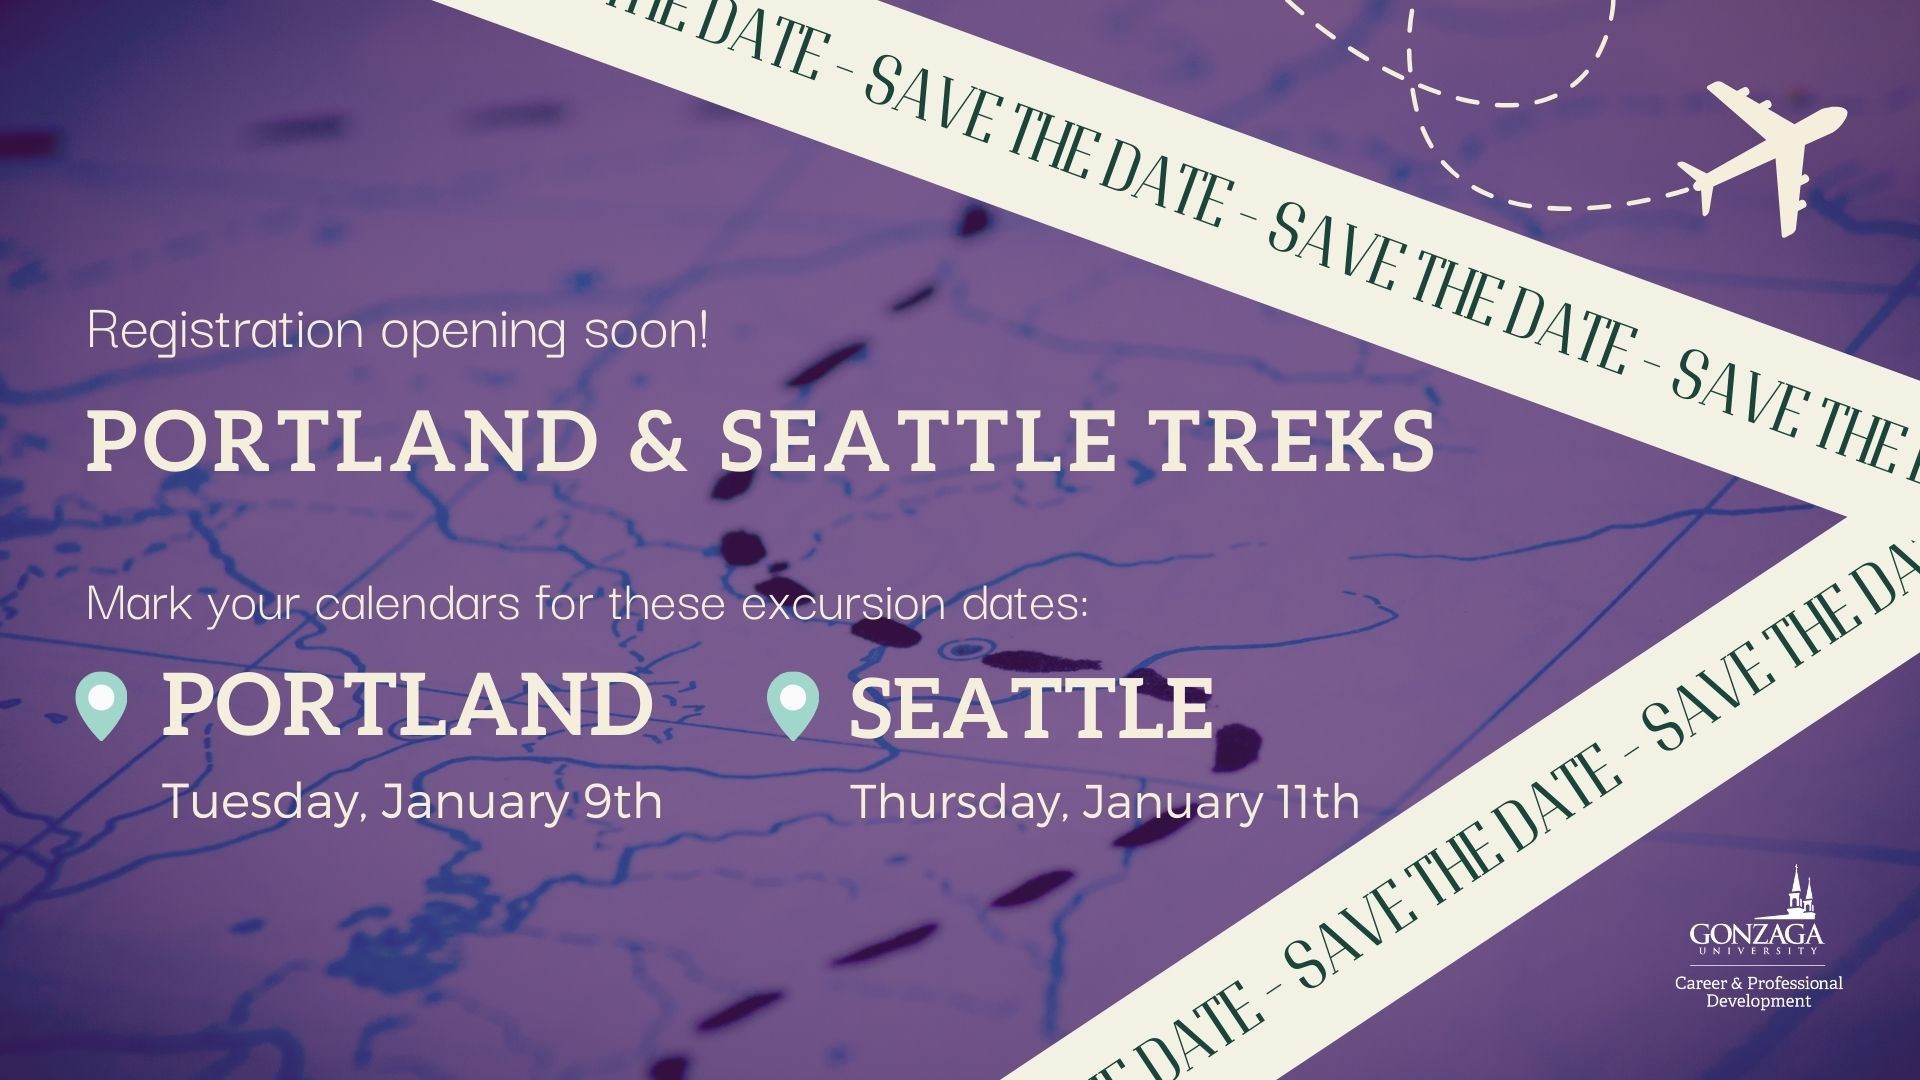 THE DATE - SAVE THE DATE - SAVE THE DATE - SAVE THE
Registration opening soon!
PORTLAND & SEATTLE TREKS
Mark your calendars for these excursion dates:
PORTLAND
Tuesday, January 9th
SEATTLE
Thursday, January 11th
DATE - SAVE THE DATE - SAVE THE DA
GONZAGA
UNIVERSITY
Career & Professional
Development